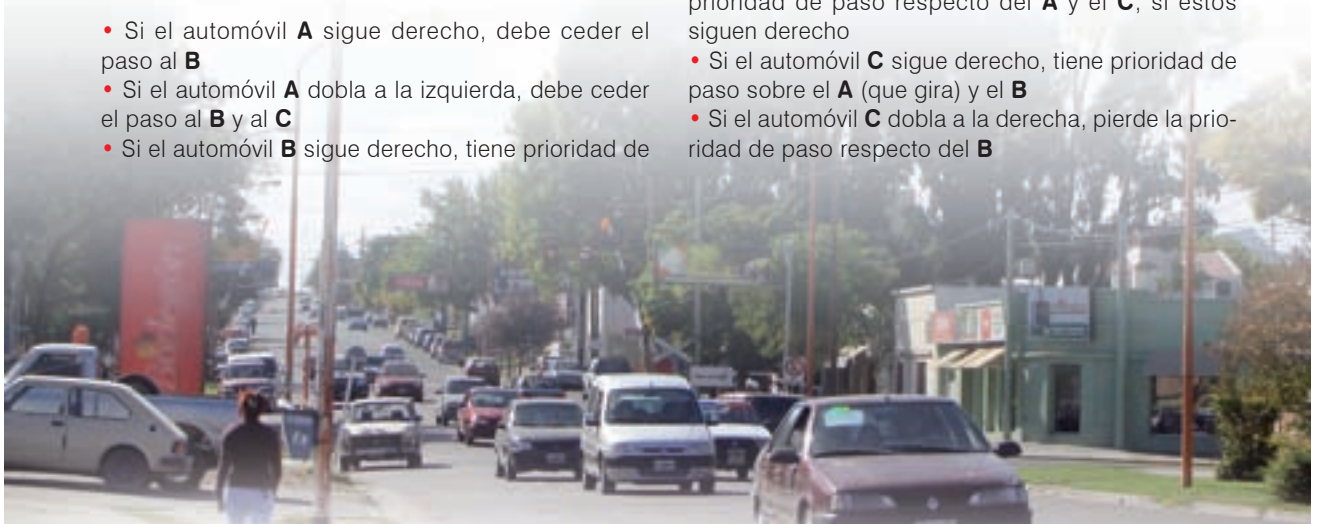 • Si el automóvil A sigue derecho, debe ceder el
paso al B
• Si el automóvil A dobla a la izquierda, debe ceder
el paso al B y al C
• Si el automóvil B sigue derecho, tiene prioridad de
prioridad de paso respecto del A y el C, si éstos
siguen derecho
• Si el automóvil C sigue derecho, tiene prioridad de
paso sobre el A (que gira) y el B
• Si el automóvil C dobla a la derecha, pierde la prio-
ridad de paso respecto del B